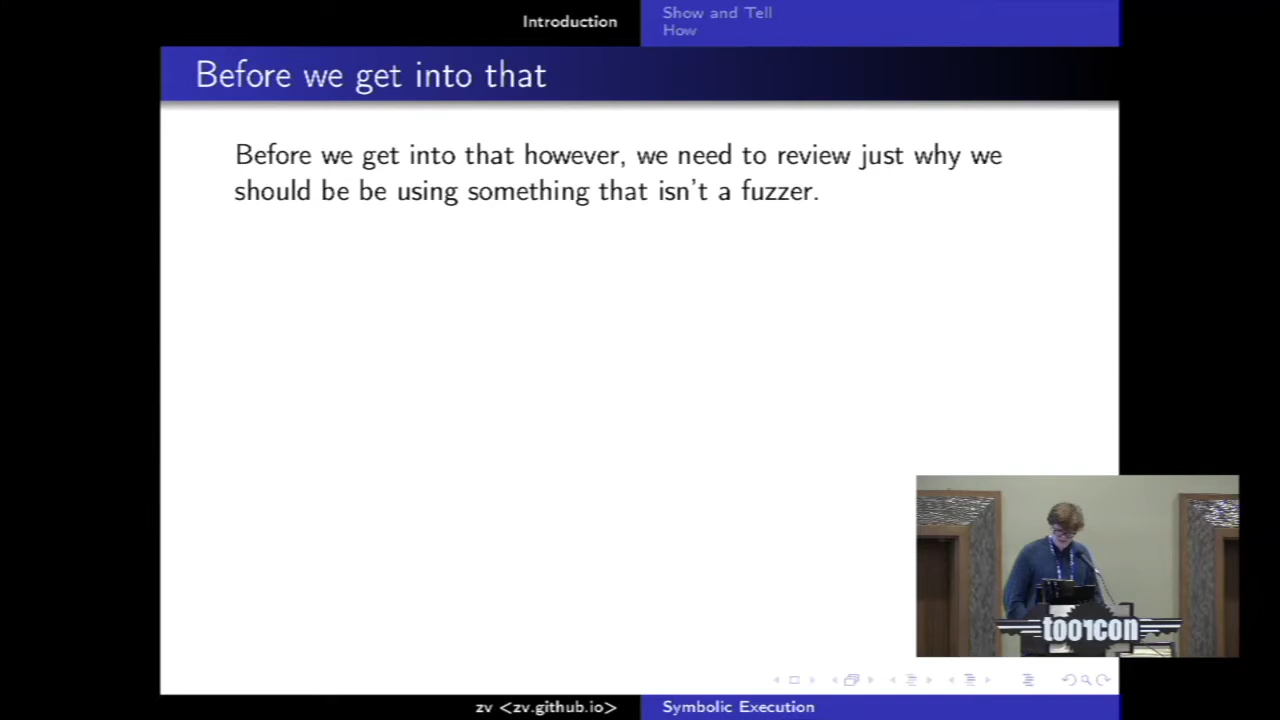 Introduction
Show and Tell
How
Before we get into that
Before we get into that however, we need to review just why we
should be be using something that isn't a fuzzer.
toorcon
zv <zv.github.io>
Symbolic Execution